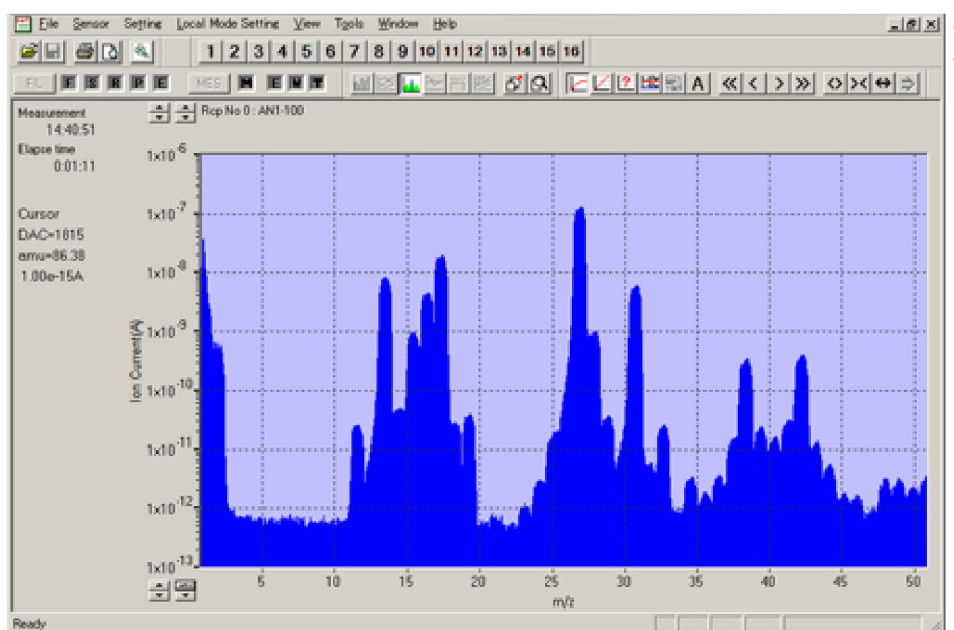 File Sensor Setting Local Mode Setting View Tools Window Help
1 2 3 4 5 6 7 8 9 10 11 12 13 14 15 16
FIL F S R P E MES M E N T A
Measurement
14:40:51
Elapse time
0:01:11
Cursor
DAC=1815
amu=86.38
1.00e-15A
Rcp No 0 : AN1-100
Ion Current(A)
1x10-6
1x10-7
1x10-8
1x10-9
1x10-10
1x10-11
1x10-12
1x10-13
5 10 15 20 25 30 35 40 45 50
m/z
Ready